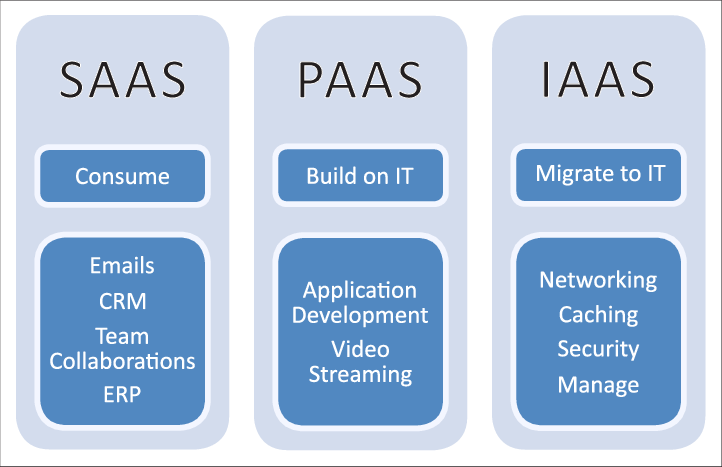 SAAS
Consume
Emails
CRM
Team
Collaborations
ERP
PAAS
Build on IT
Application
Development
Video
Streaming
IAAS
Migrate to IT
Networking
Caching
Security
Manage